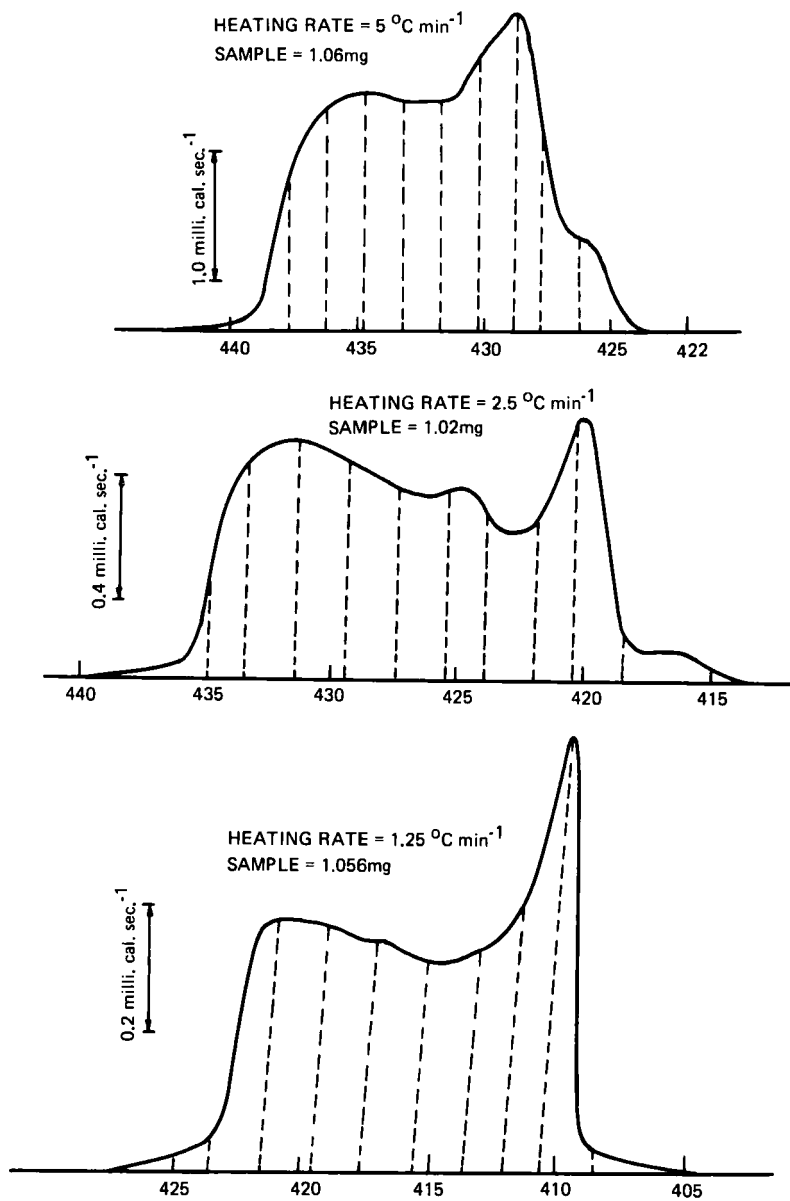 HEATING RATE = 5 °C min⁻¹
SAMPLE = 1.06mg
1.0 milli. cal. sec.⁻¹
440 435 430 425 422
HEATING RATE = 2.5 °C min⁻¹
SAMPLE = 1.02mg
0.4 milli. cal. sec.⁻¹
440 435 430 425 420 415
HEATING RATE = 1.25 °C min⁻¹
SAMPLE = 1.056mg
0.2 milli. cal. sec.⁻¹
425 420 415 410 405